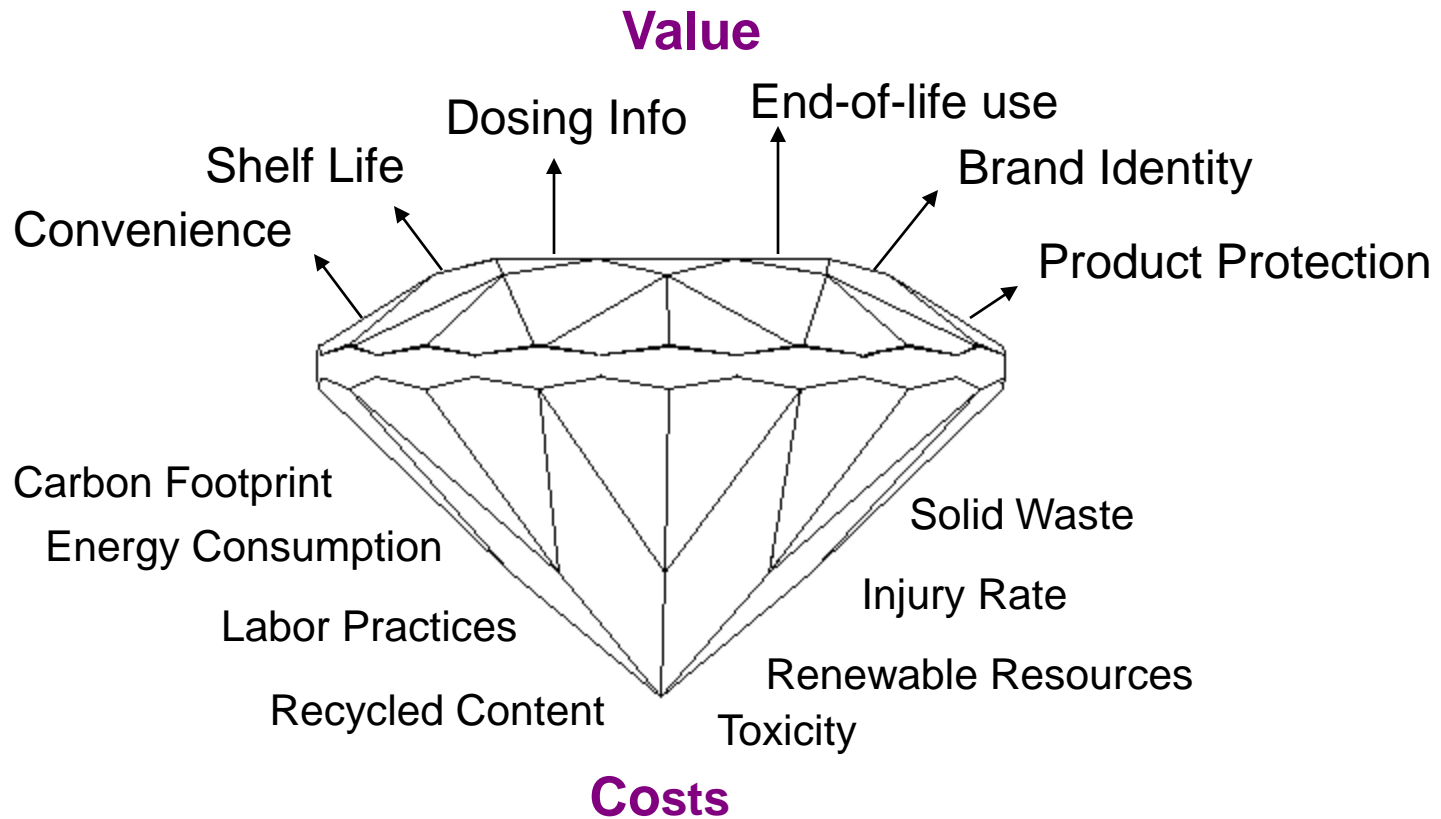 Value
End-of-life use
Dosing Info
Shelf Life
Brand Identity
Convenience
Product Protection
Carbon Footprint
Solid Waste
Energy Consumption
Injury Rate
Labor Practices
Renewable Resources
Recycled Content
Toxicity
Costs